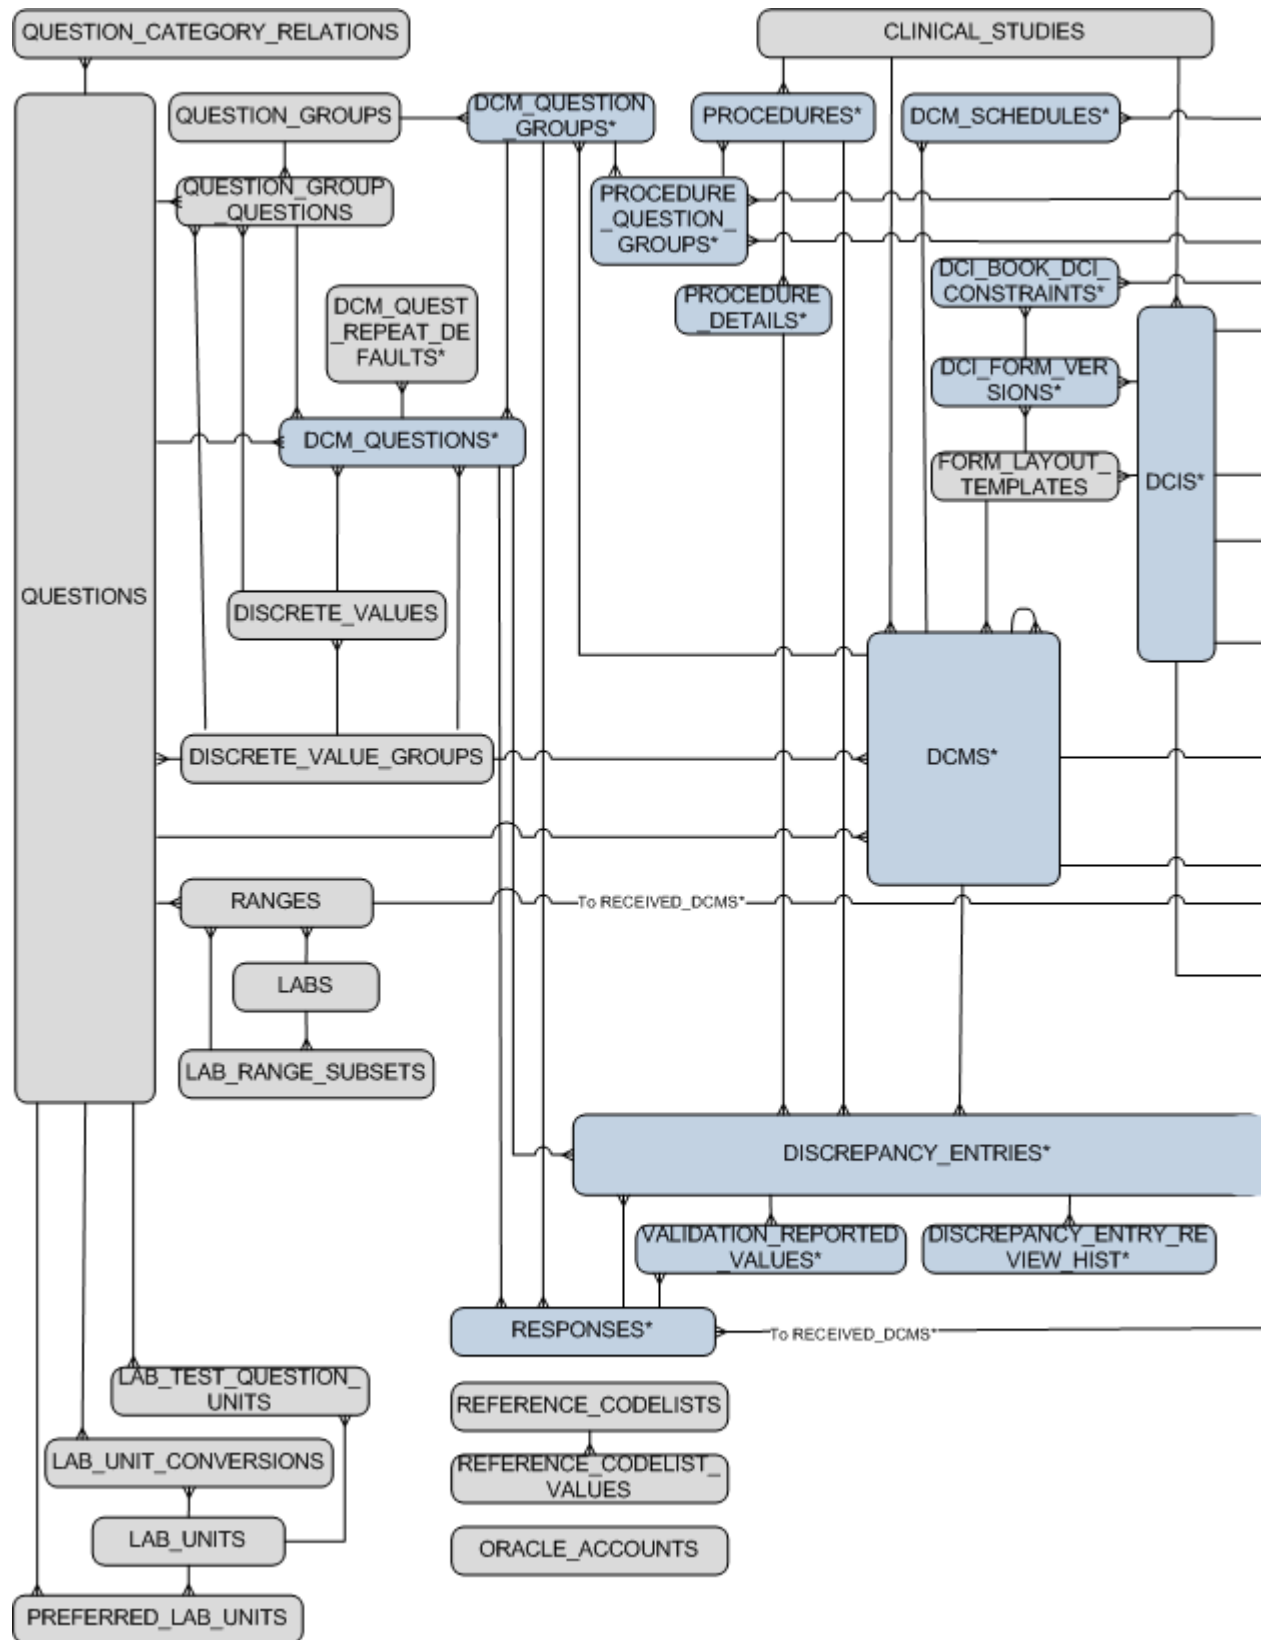 QUESTION_CATEGORY_RELATIONS
CLINICAL_STUDIES
QUESTION_GROUPS
DCM_QUESTION
_GROUPS*
PROCEDURES*
DCM_SCHEDULES*
QUESTION_GROUP
_QUESTIONS
PROCEDURE
_QUESTION_
GROUPS*
DCI_BOOK_DCI_
CONSTRAINTS*
DCM_QUEST
_REPEAT_DE
FAULTS*
PROCEDURE
_DETAILS*
DCI_FORM_VER
SIONS*
DCM_QUESTIONS*
FORM_LAYOUT_
TEMPLATES
DCIS*
QUESTIONS
DISCRETE_VALUES
DISCRETE_VALUE_GROUPS
DCMS*
RANGES
To RECEIVED_DCMS*
LABS
LAB_RANGE_SUBSETS
DISCREPANCY_ENTRIES*
VALIDATION_REPORTED
_VALUES*
DISCREPANCY_ENTRY_RE
VIEW_HIST*
RESPONSES*
To RECEIVED_DCMS*
LAB_TEST_QUESTION_
UNITS
REFERENCE_CODELISTS
LAB_UNIT_CONVERSIONS
REFERENCE_CODELIST_
VALUES
LAB_UNITS
ORACLE_ACCOUNTS
PREFERRED_LAB_UNITS